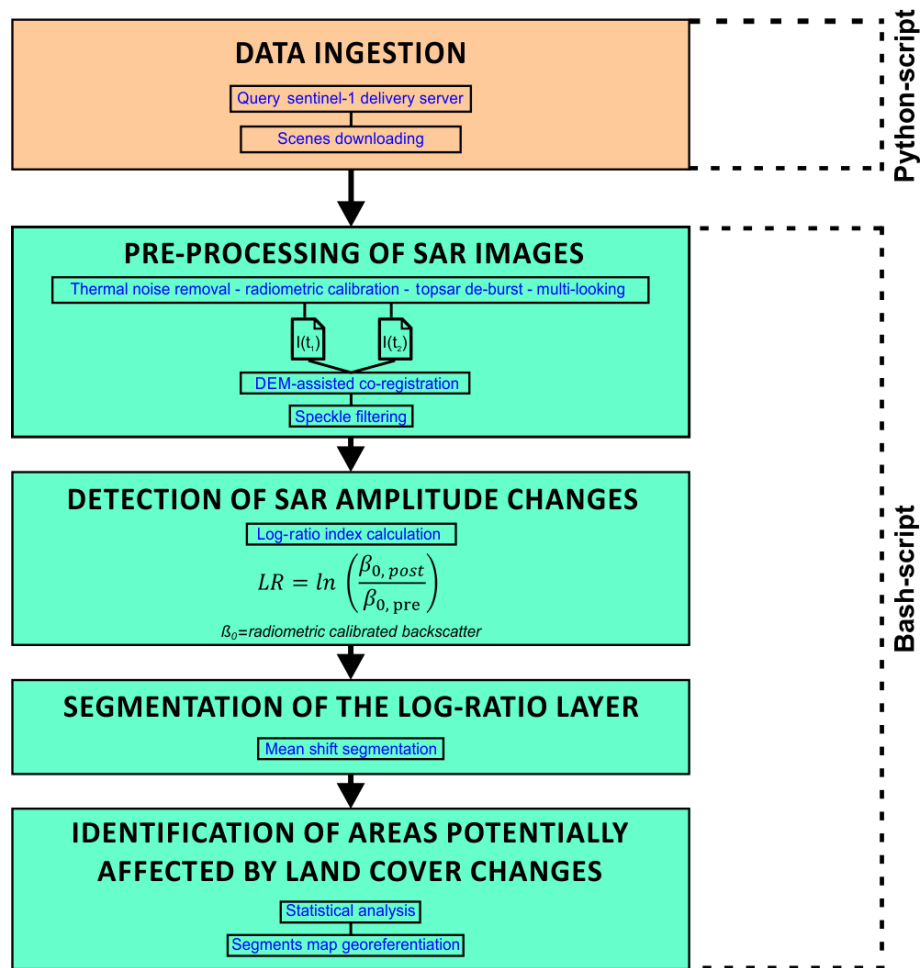 DATA INGESTION
Query sentinel-1 delivery server
Scenes downloading
Python-script
PRE-PROCESSING OF SAR IMAGES
Thermal noise removal - radiometric calibration - topsar de-burst - multi-looking
I(t₁)
I(t₂)
DEM-assisted co-registration
Speckle filtering
DETECTION OF SAR AMPLITUDE CHANGES
Log-ratio index calculation
LR = ln (β₀, post / β₀, pre)
ß₀=radiometric calibrated backscatter
SEGMENTATION OF THE LOG-RATIO LAYER
Mean shift segmentation
IDENTIFICATION OF AREAS POTENTIALLY
AFFECTED BY LAND COVER CHANGES
Statistical analysis
Segments map georeferentiation
Bash-script